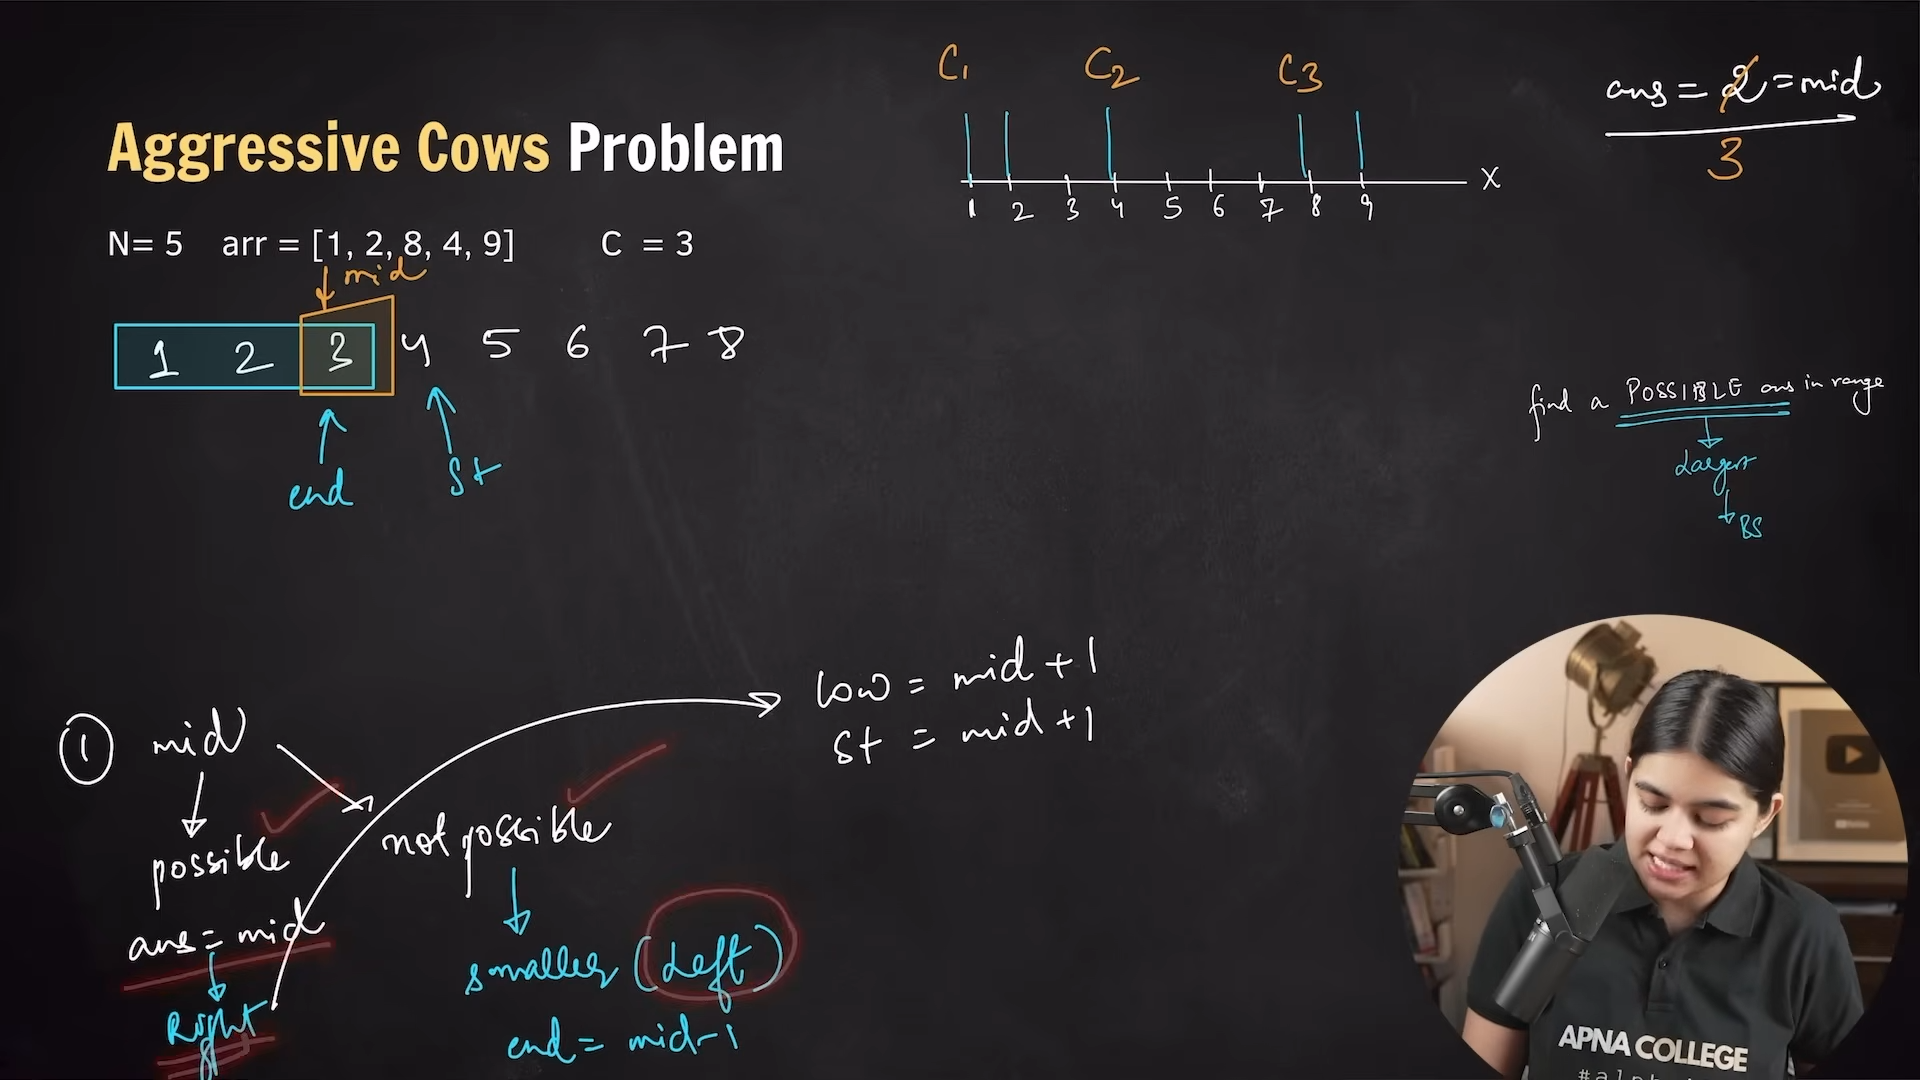 Aggressive Cows Problem
N= 5 arr = [1, 2, 8, 4, 9] C = 3
mid
1 2 3 4 5 6 7 8
end
St
C1 C2 C3
X
1 2 3 4 5 6 7 8 9
ans = 2 = mid
3
find a POSSIBLE ans in range
Largest
BS
low = mid + 1
St = mid + 1
1 mid
possible
not possible
ans = mid
Right
smaller (Left)
end = mid-1
APNA COLLEGE